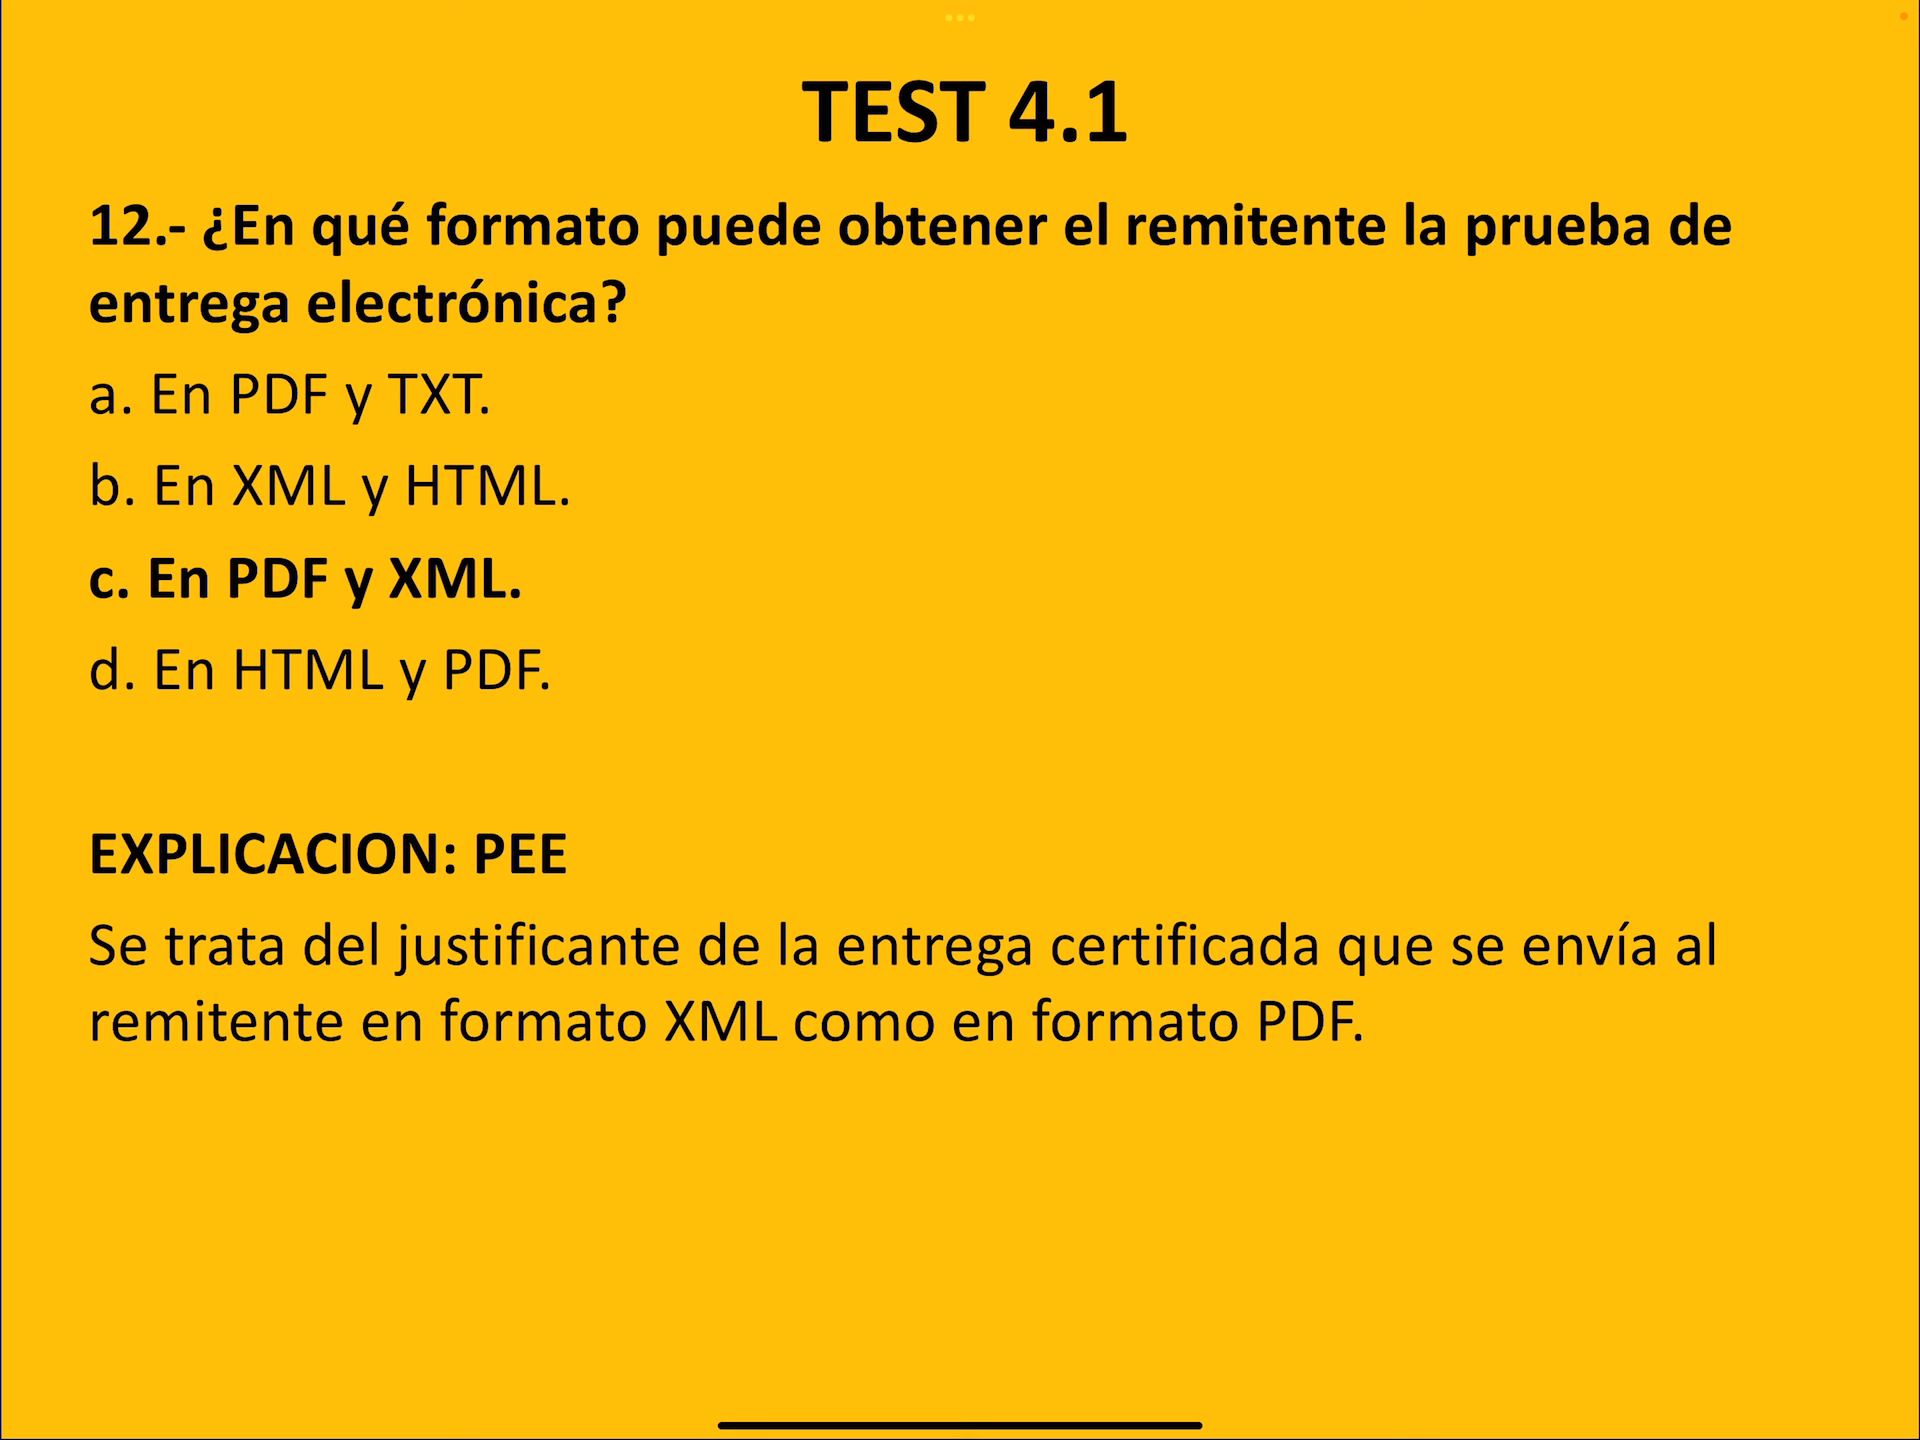 TEST 4.1
12.- ¿En qué formato puede obtener el remitente la prueba de
entrega electrónica?
a. En PDF y TXT.
b. En XML y HTML.
c. En PDF y XML.
d. En HTML y PDF.
EXPLICACION: PEE
Se trata del justificante de la entrega certificada que se envía al
remitente en formato XML como en formato PDF.